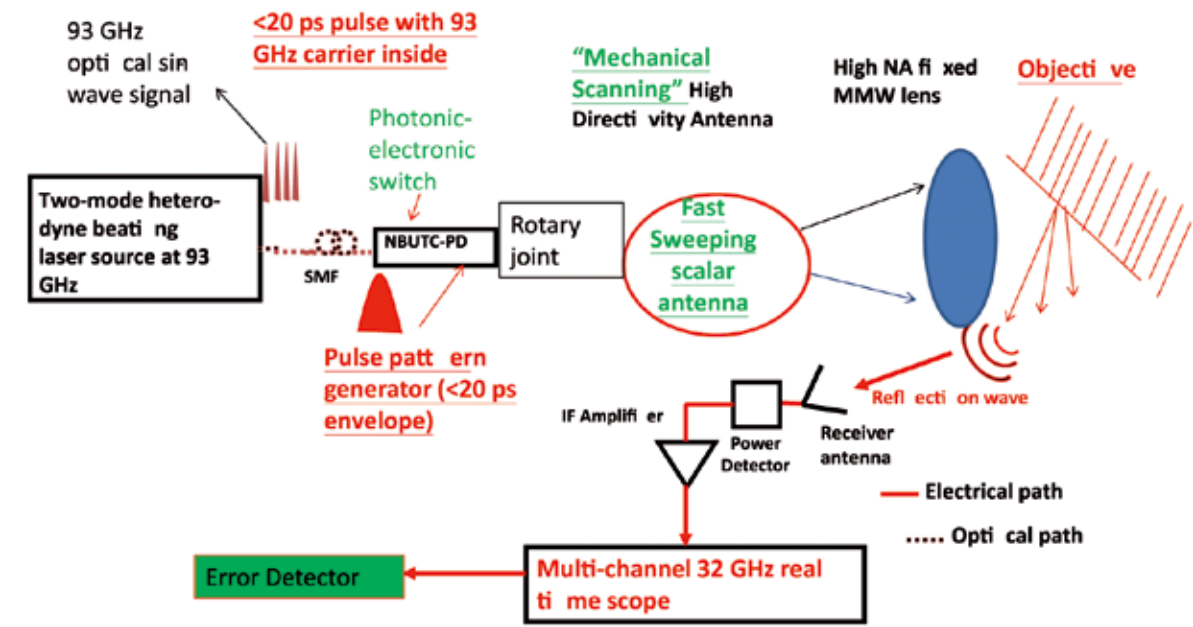 93 GHz
opti cal sin
wave signal
<20 ps pulse with 93
GHz carrier inside
"Mechanical
Scanning" High
Directi vity Antenna
High NA fi xed
MMW lens
Objecti ve
Photonic-
electronic
switch
Two-mode hetero-
dyne beati ng
laser source at 93
GHz
SMF
NBUTC-PD
Rotary
joint
Fast
Sweeping
scalar
antenna
Pulse patt ern
generator (<20 ps
envelope)
Refl ecti on wave
IF Amplifi er
Power
Detector
Receiver
antenna
Electrical path
Opti cal path
Error Detector
Multi-channel 32 GHz real
ti me scope